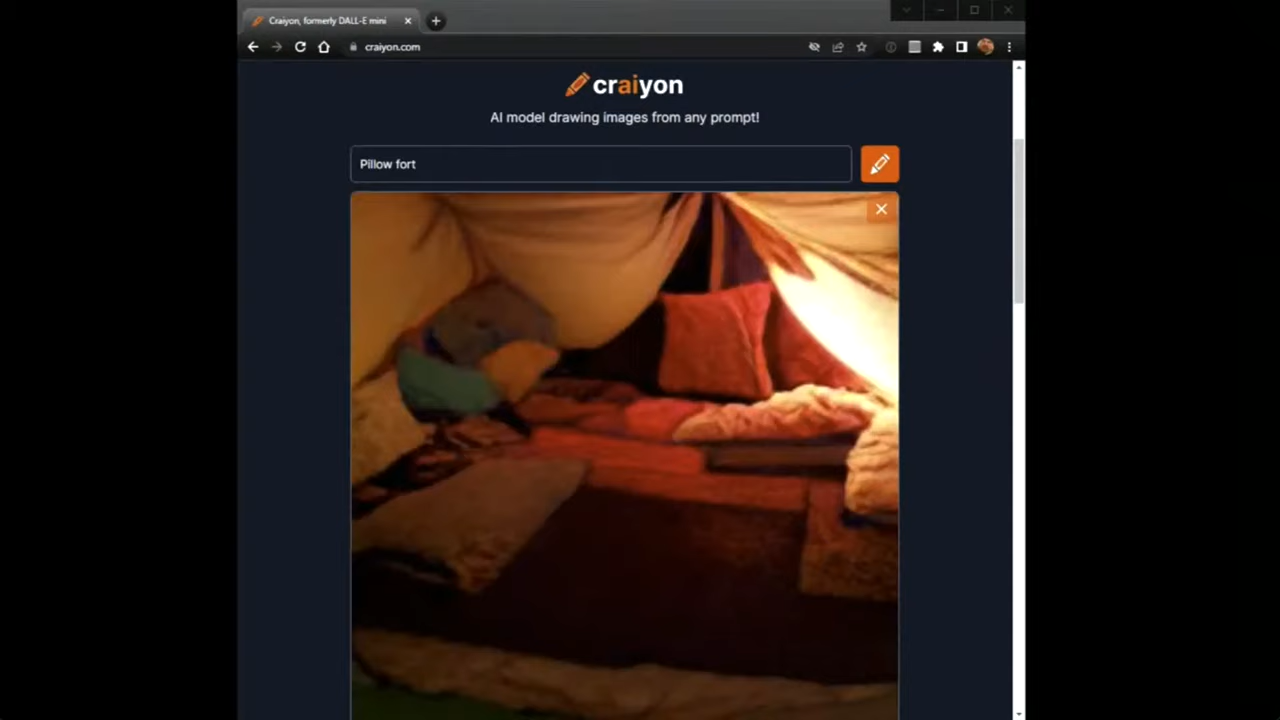 Craiyon, formerly DALL-E mini
craiyon.com
craiyon
AI model drawing images from any prompt!
Pillow fort